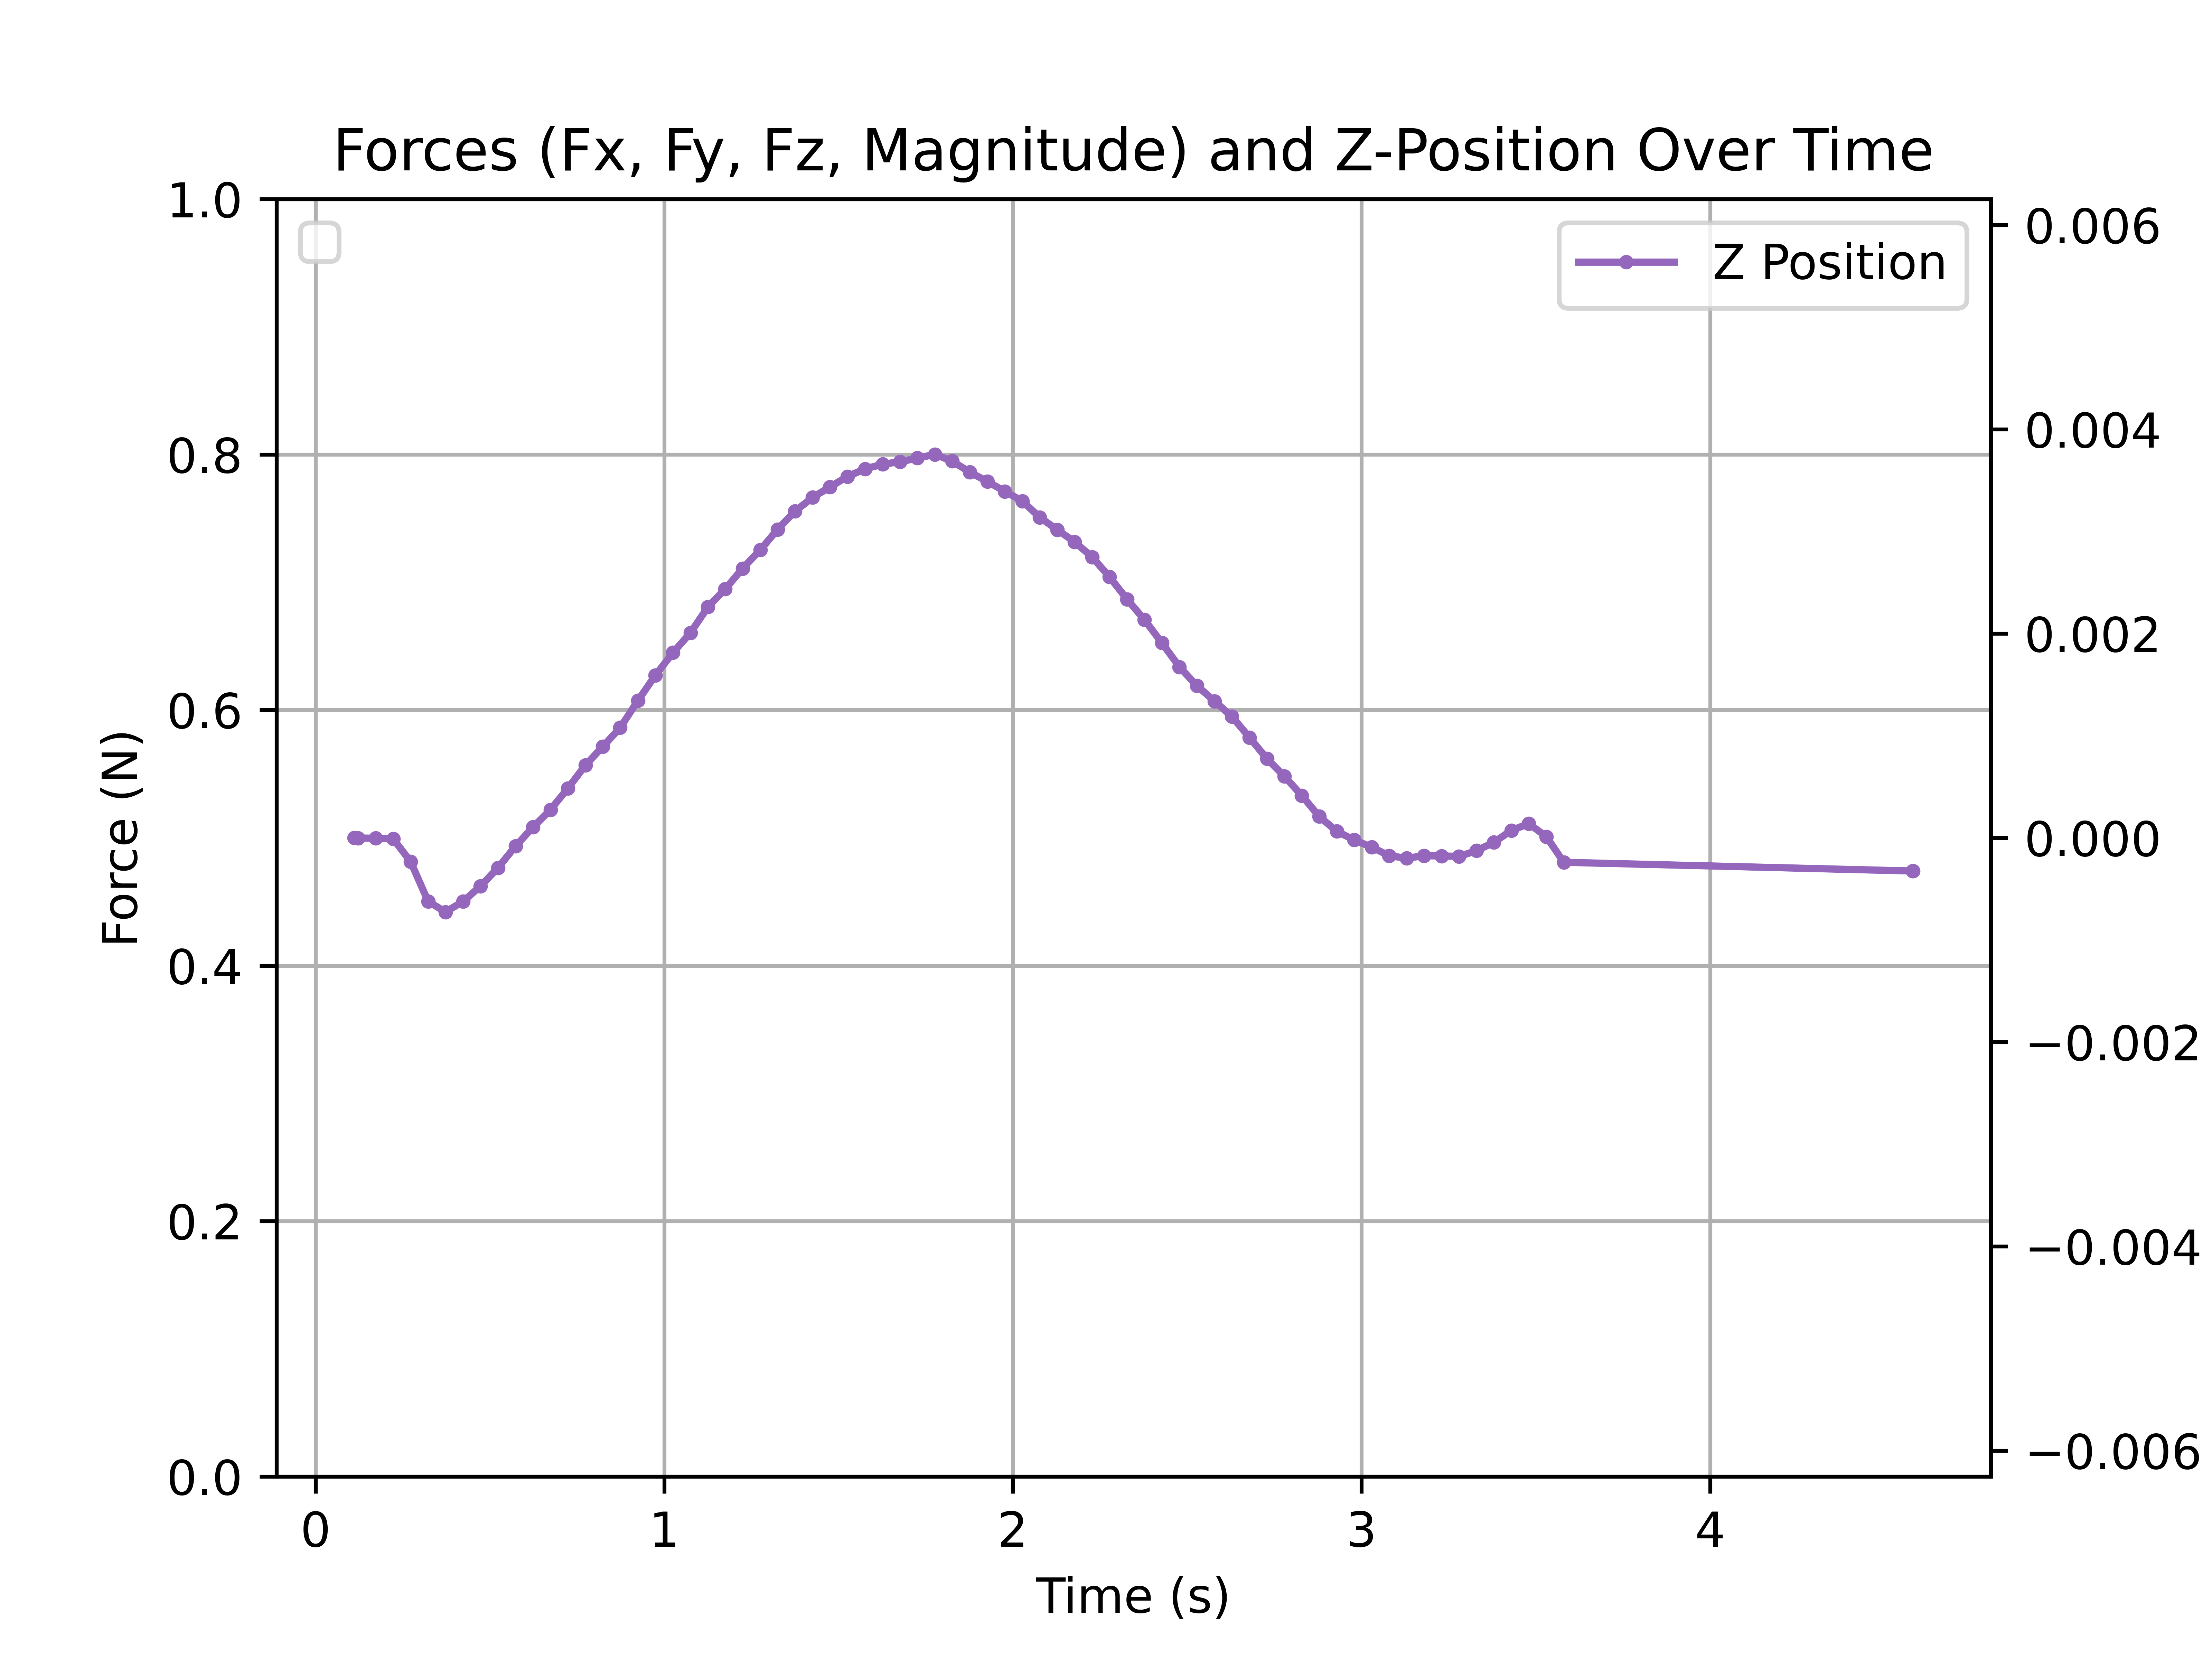 Forces (Fx, Fy, Fz, Magnitude) and Z-Position Over Time
Z Position
1.0
0.8
0.6
0.4
0.2
0.0
Force (N)
0.006
0.004
0.002
0.000
−0.002
−0.004
−0.006
0 1 2 3 4
Time (s)